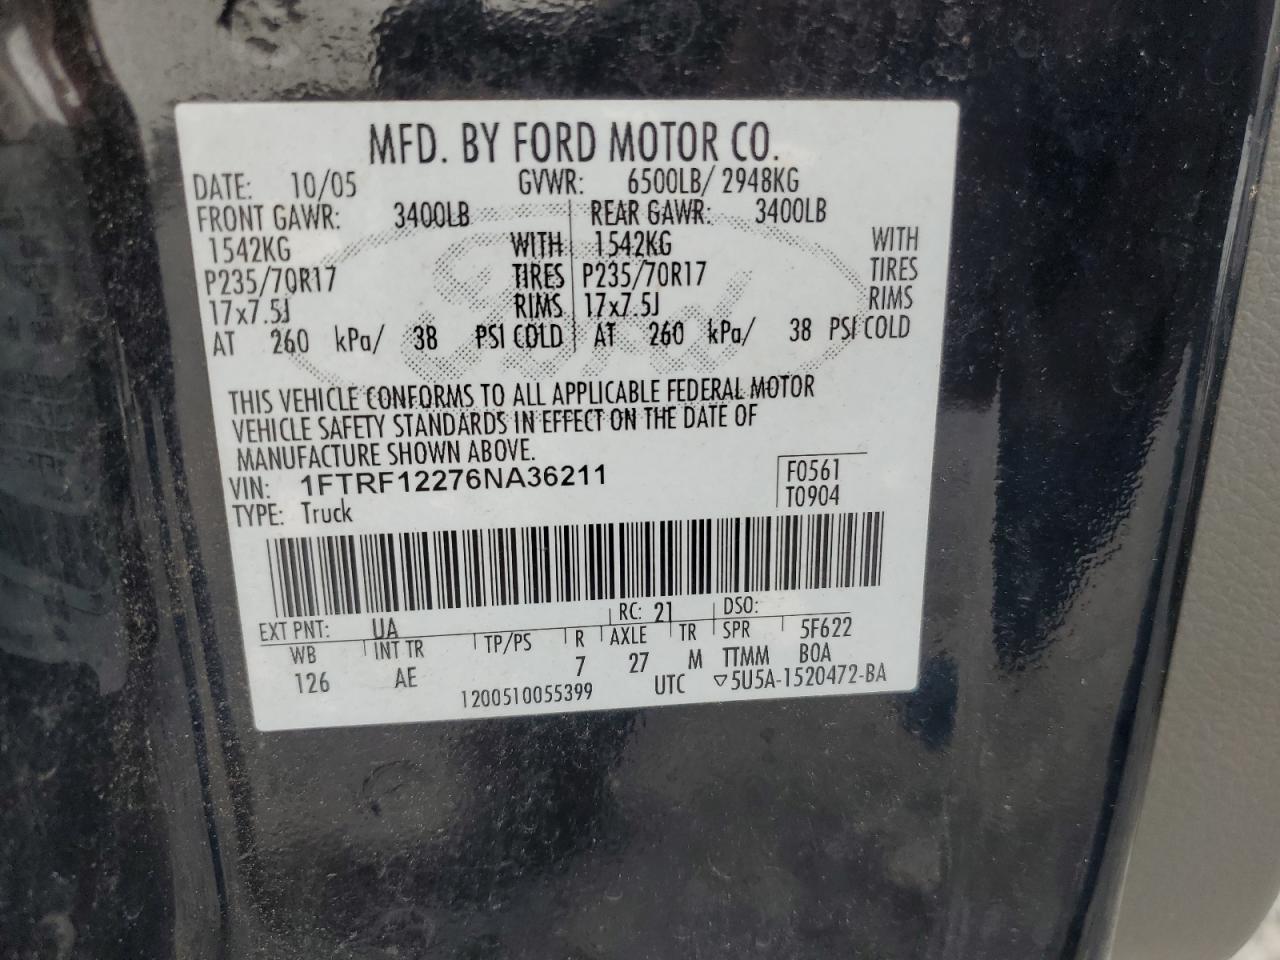 MFD. BY FORD MOTOR CO.
DATE: 10/05 GVWR: 6500LB/ 2948KG
FRONT GAWR: 3400LB REAR GAWR: 3400LB
1542KG WITH 1542KG WITH
P235/70R17 TIRES P235/70R17 TIRES
17x7.5J RIMS 17x7.5J RIMS
AT 260 kPa/ 38 PSI COLD AT 260 kPa/ 38 PSI COLD
THIS VEHICLE CONFORMS TO ALL APPLICABLE FEDERAL MOTOR
VEHICLE SAFETY STANDARDS IN EFFECT ON THE DATE OF
MANUFACTURE SHOWN ABOVE.
VIN: 1FTRF12276NA36211 F0561
TYPE: Truck T0904
EXT PNT: UA RC: 21 DSO:
WB INT TR TP/PS R AXLE TR SPR 5F622
126 AE 7 27 M TTMM BOA
1200510055399 UTC ▽5U5A-1520472-BA
Ford